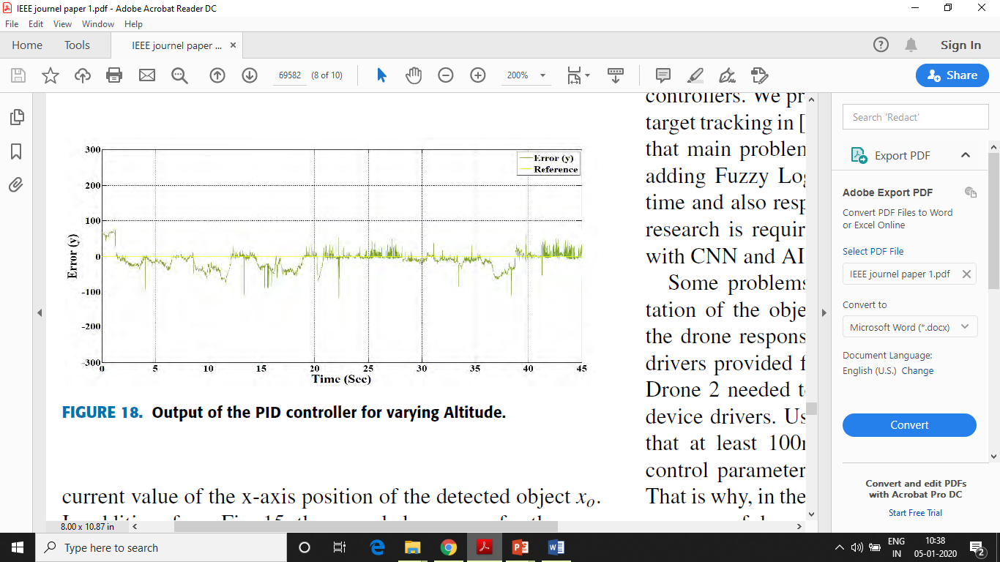 IEEE journel paper 1.pdf - Adobe Acrobat Reader DC
File Edit View Window Help
Home Tools IEEE journel paper ... × Sign In
69582 (8 of 10) 200% Share
300
200
100
0
-100
-200
-300
Error (y)
Error (y)
Reference
0 5 10 15 20 25 30 35 40 45
Time (Sec)
FIGURE 18. Output of the PID controller for varying Altitude.
current value of the x-axis position of the detected object xₒ.
controllers. We pr
target tracking in [
that main problem
adding Fuzzy Log
time and also resp
research is requir
with CNN and AI
Some problems
tation of the obje
the drone respons
drivers provided f
Drone 2 needed t
device drivers. Us
that at least 100
control parameter
That is why, in the
8.00 x 10.87 in
Search 'Redact'
Export PDF
Adobe Export PDF
Convert PDF Files to Word
or Excel Online
Select PDF File
IEEE journel paper 1.pdf
Convert to
Microsoft Word (*.docx)
Document Language:
English (U.S.) Change
Convert
Convert and edit PDFs
with Acrobat Pro DC
Start Free Trial
Type here to search
ENG
IN
10:38
05-01-2020
2